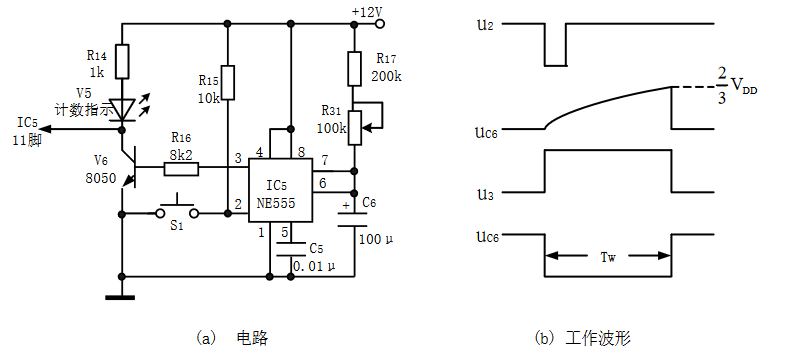 +12V
R14
1k
V5
计数指示
IC5
11脚
R15
10k
R17
200k
R31
100k
R16
8k2
V6
8050
3
4
8
7
6
IC5
NE555
2
1
5
S1
C6
100μ
C5
0.01μ
(a) 电路
u2
2/3 VDD
uC6
u3
uC6
Tw
(b) 工作波形